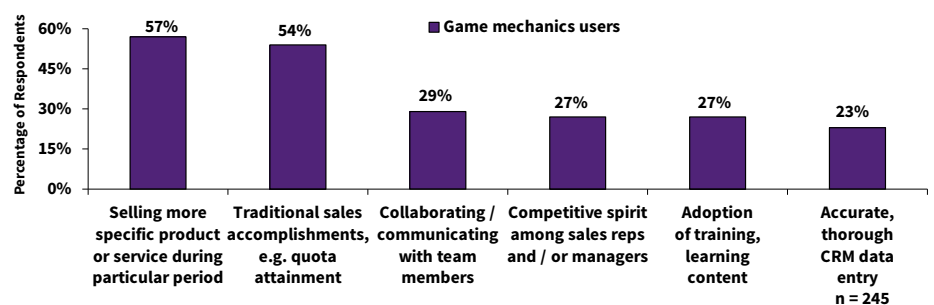 Percentage of Respondents
60%
45%
30%
15%
0%
Game mechanics users
57%
54%
29%
27%
27%
23%
Selling more
specific product
or service during
particular period
Traditional sales
accomplishments,
e.g. quota
attainment
Collaborating /
communicating
with team
members
Competitive spirit
among sales reps
and / or managers
Adoption
of training,
learning
content
Accurate,
thorough
CRM data
entry
n = 245